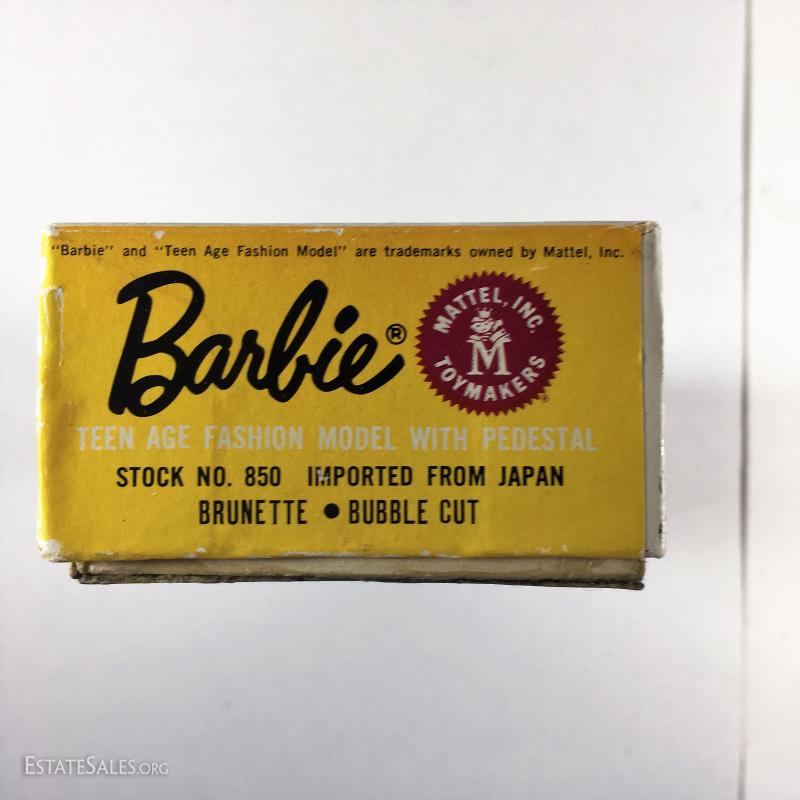 "Barbie" and "Teen Age Fashion Model" are trademarks owned by Mattel, Inc.
Barbie®
MATTEL, INC.
M
TOYMAKERS
TEEN AGE FASHION MODEL WITH PEDESTAL
STOCK NO. 850 IMPORTED FROM JAPAN
BRUNETTE • BUBBLE CUT
ESTATESALES.ORG